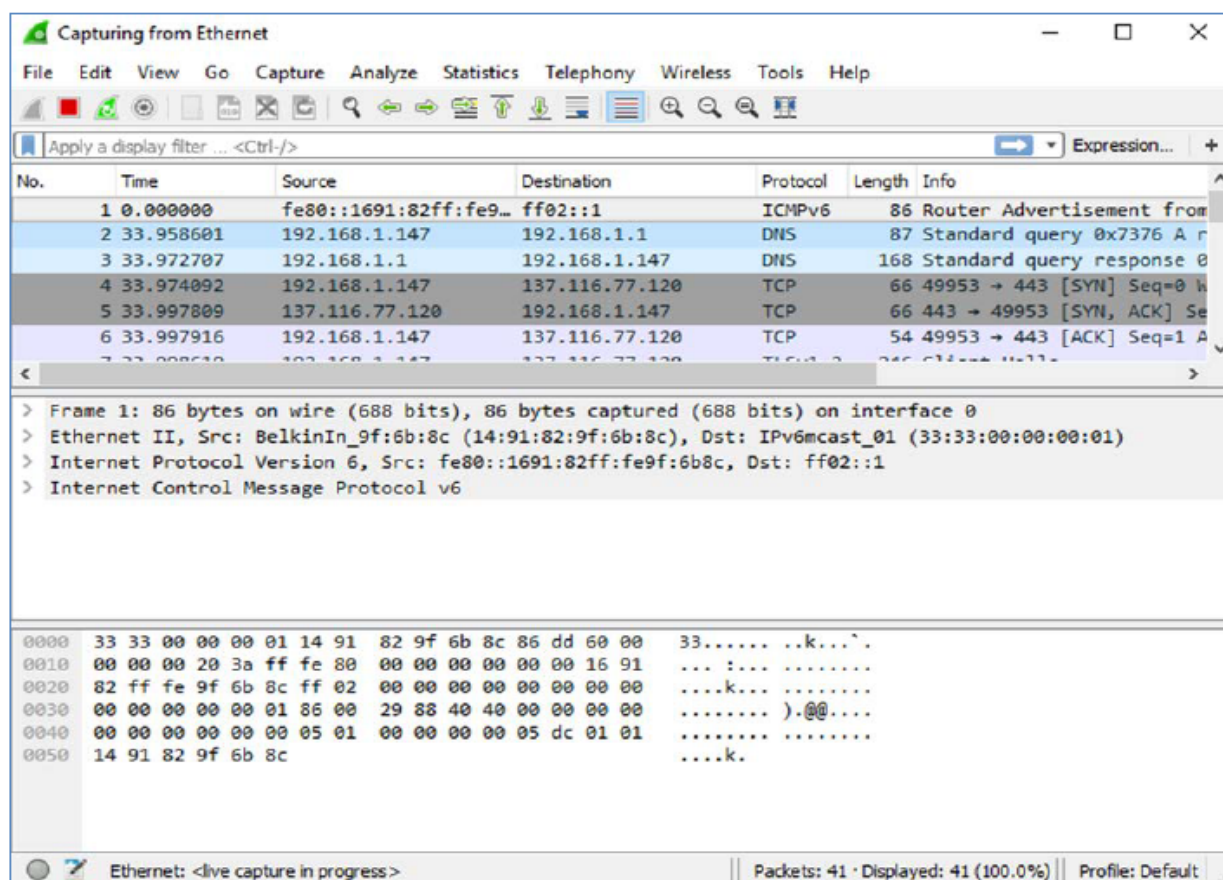 Capturing from Ethernet
File Edit View Go Capture Analyze Statistics Telephony Wireless Tools Help
Apply a display filter ... <Ctrl-/> Expression... +
No. Time Source Destination Protocol Length Info
1 0.000000 fe80::1691:82ff:fe9… ff02::1 ICMPv6 86 Router Advertisement from
2 33.958601 192.168.1.147 192.168.1.1 DNS 87 Standard query 0x7376 A r
3 33.972707 192.168.1.1 192.168.1.147 DNS 168 Standard query response 0
4 33.974092 192.168.1.147 137.116.77.120 TCP 66 49953 → 443 [SYN] Seq=0 W
5 33.997809 137.116.77.120 192.168.1.147 TCP 66 443 → 49953 [SYN, ACK] Se
6 33.997916 192.168.1.147 137.116.77.120 TCP 54 49953 → 443 [ACK] Seq=1 A
> Frame 1: 86 bytes on wire (688 bits), 86 bytes captured (688 bits) on interface 0
> Ethernet II, Src: BelkinIn_9f:6b:8c (14:91:82:9f:6b:8c), Dst: IPv6mcast_01 (33:33:00:00:00:01)
> Internet Protocol Version 6, Src: fe80::1691:82ff:fe9f:6b8c, Dst: ff02::1
> Internet Control Message Protocol v6
0000 33 33 00 00 00 01 14 91 82 9f 6b 8c 86 dd 60 00 33...... ..k...`.
0010 00 00 00 20 3a ff fe 80 00 00 00 00 00 00 16 91 ... :... ........
0020 82 ff fe 9f 6b 8c ff 02 00 00 00 00 00 00 00 00 ....k... ........
0030 00 00 00 00 00 01 86 00 29 88 40 40 00 00 00 00 ........ ).@@....
0040 00 00 00 00 00 00 05 01 00 00 00 00 05 dc 01 01 ........ ........
0050 14 91 82 9f 6b 8c ....k.
Ethernet: <live capture in progress> Packets: 41 · Displayed: 41 (100.0%) Profile: Default